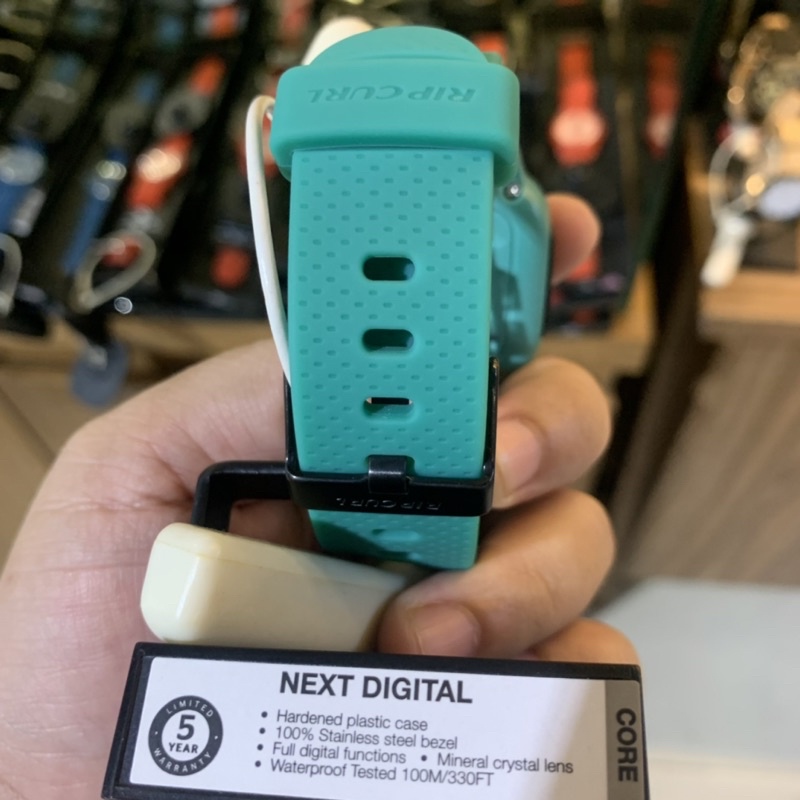 RIP CURL
RIP CURL
NEXT DIGITAL
LIMITED
5
YEAR
WARRANTY
• Hardened plastic case
• 100% Stainless steel bezel
• Full digital functions • Mineral crystal lens
• Waterproof Tested 100M/330FT
CORE